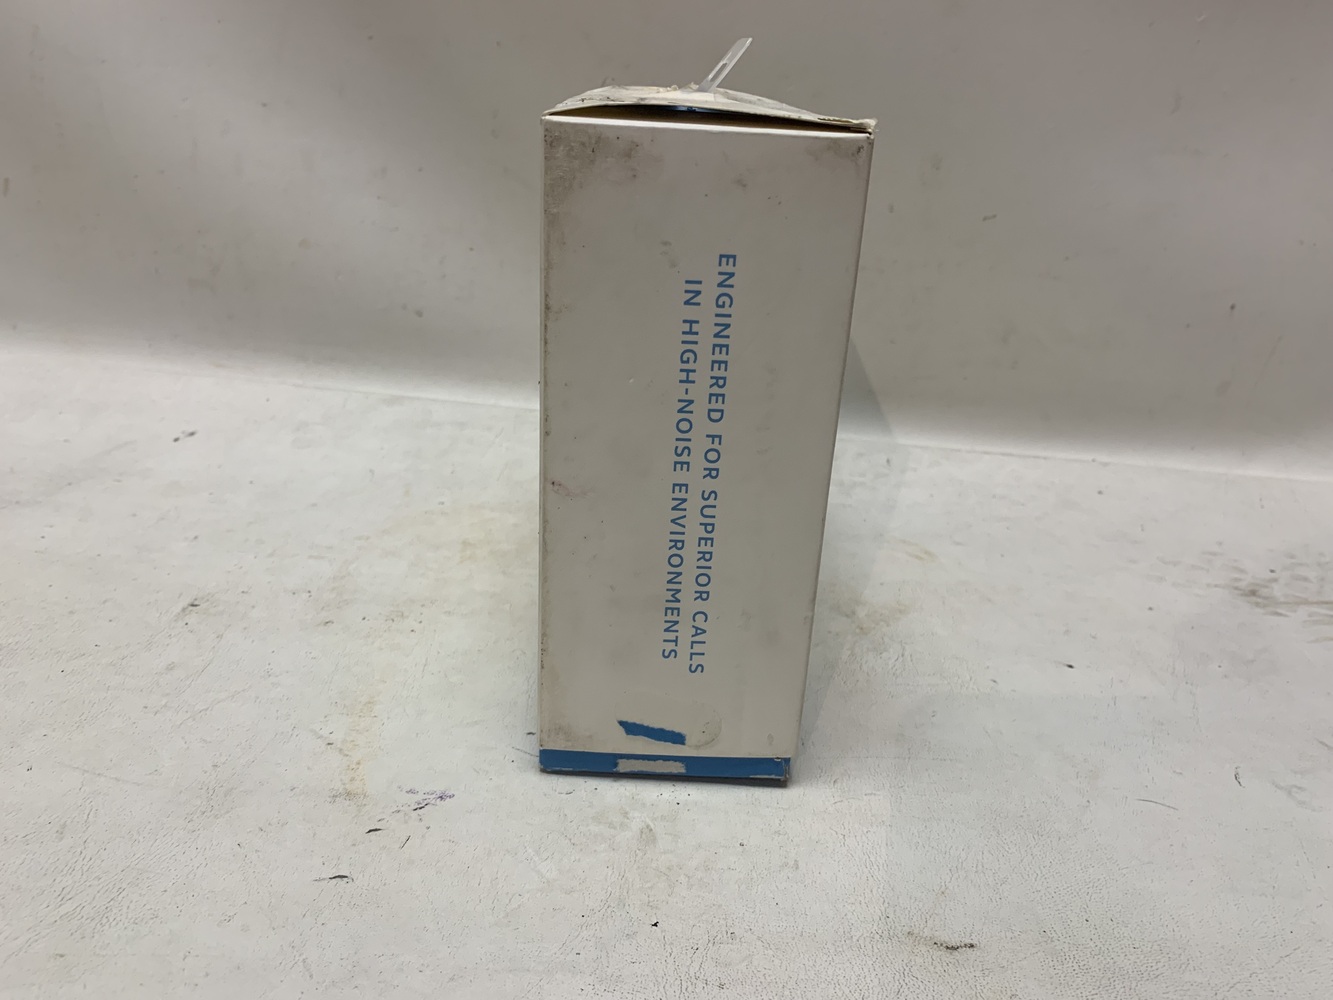 ENGINEERED FOR SUPERIOR CALLS
IN HIGH-NOISE ENVIRONMENTS